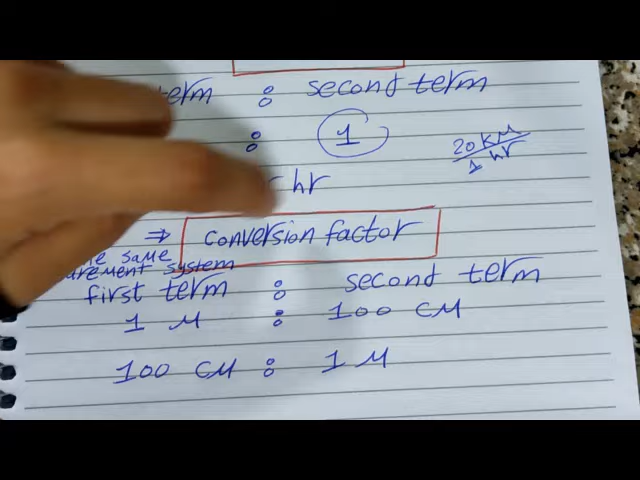 term : second term
: 1
20 KM
1 hr
hr
⇒ conversion factor
same
system
first term : second term
1 M : 100 CM
100 CM : 1 M